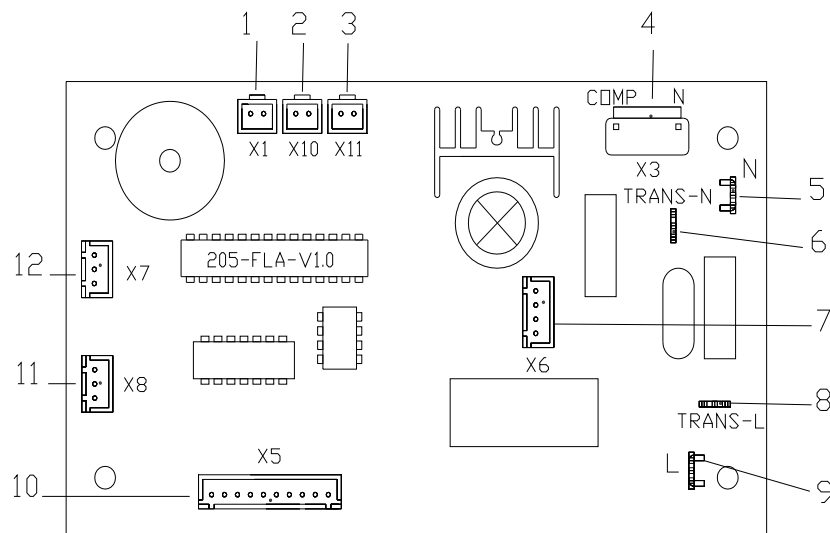 1 2 3 4
COMP N
X1 X10 X11
X3
N
TRANS-N
5
6
12
X7
205-FLA-V1.0
7
11
X8
X6
8
TRANS-L
X5
L
10
9